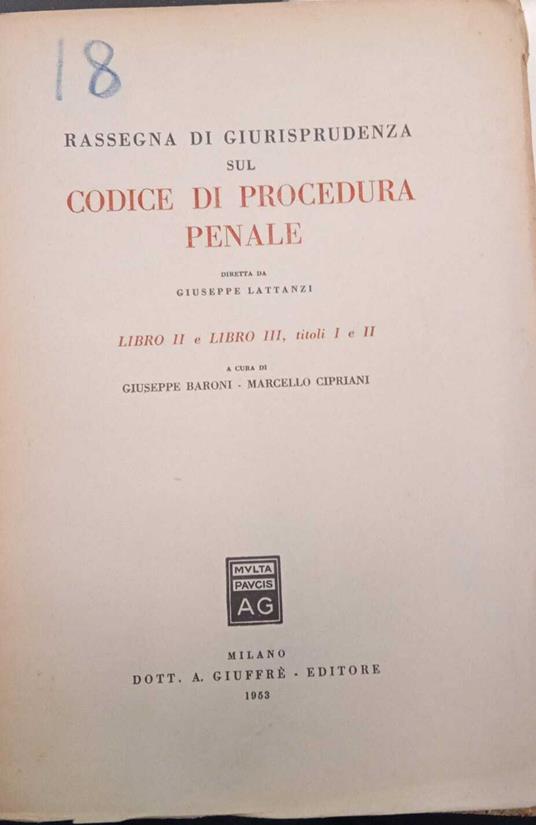 18
RASSEGNA DI GIURISPRUDENZA
SUL
CODICE DI PROCEDURA
PENALE
DIRETTA DA
GIUSEPPE LATTANZI
LIBRO II e LIBRO III, titoli I e II
A CURA DI
GIUSEPPE BARONI - MARCELLO CIPRIANI
MVLTA
PAVCIS
AG
MILANO
DOTT. A. GIUFFRÈ - EDITORE
1953